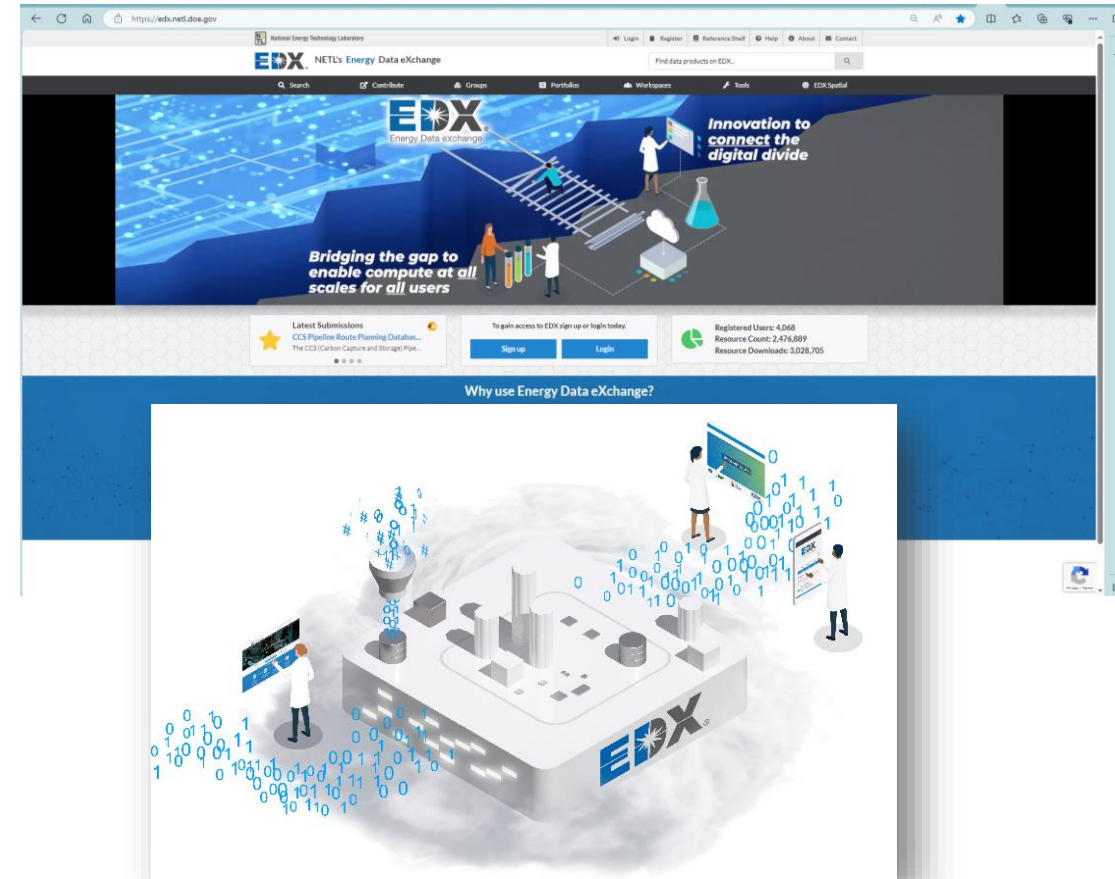 https://edx.netl.doe.gov
NETL National Energy Technology Laboratory
Login Register Reference Shelf Help About Contact
EDX. NETL's Energy Data eXchange
Find data products on EDX...
Search Contribute Groups Portfolios Workspaces Tools EDX Spatial
EDX®
Energy Data eXchange
Innovation to
connect the
digital divide
Bridging the gap to
enable compute at all
scales for all users
Latest Submissions
CCS Pipeline Route Planning Databas...
The CCS (Carbon Capture and Storage) Pipe...
To gain access to EDX sign up or login today.
Sign up Login
Registered Users: 4,068
Resource Count: 2,476,889
Resource Downloads: 3,028,705
Why use Energy Data eXchange?
EDX
EDX®
Privacy - Terms